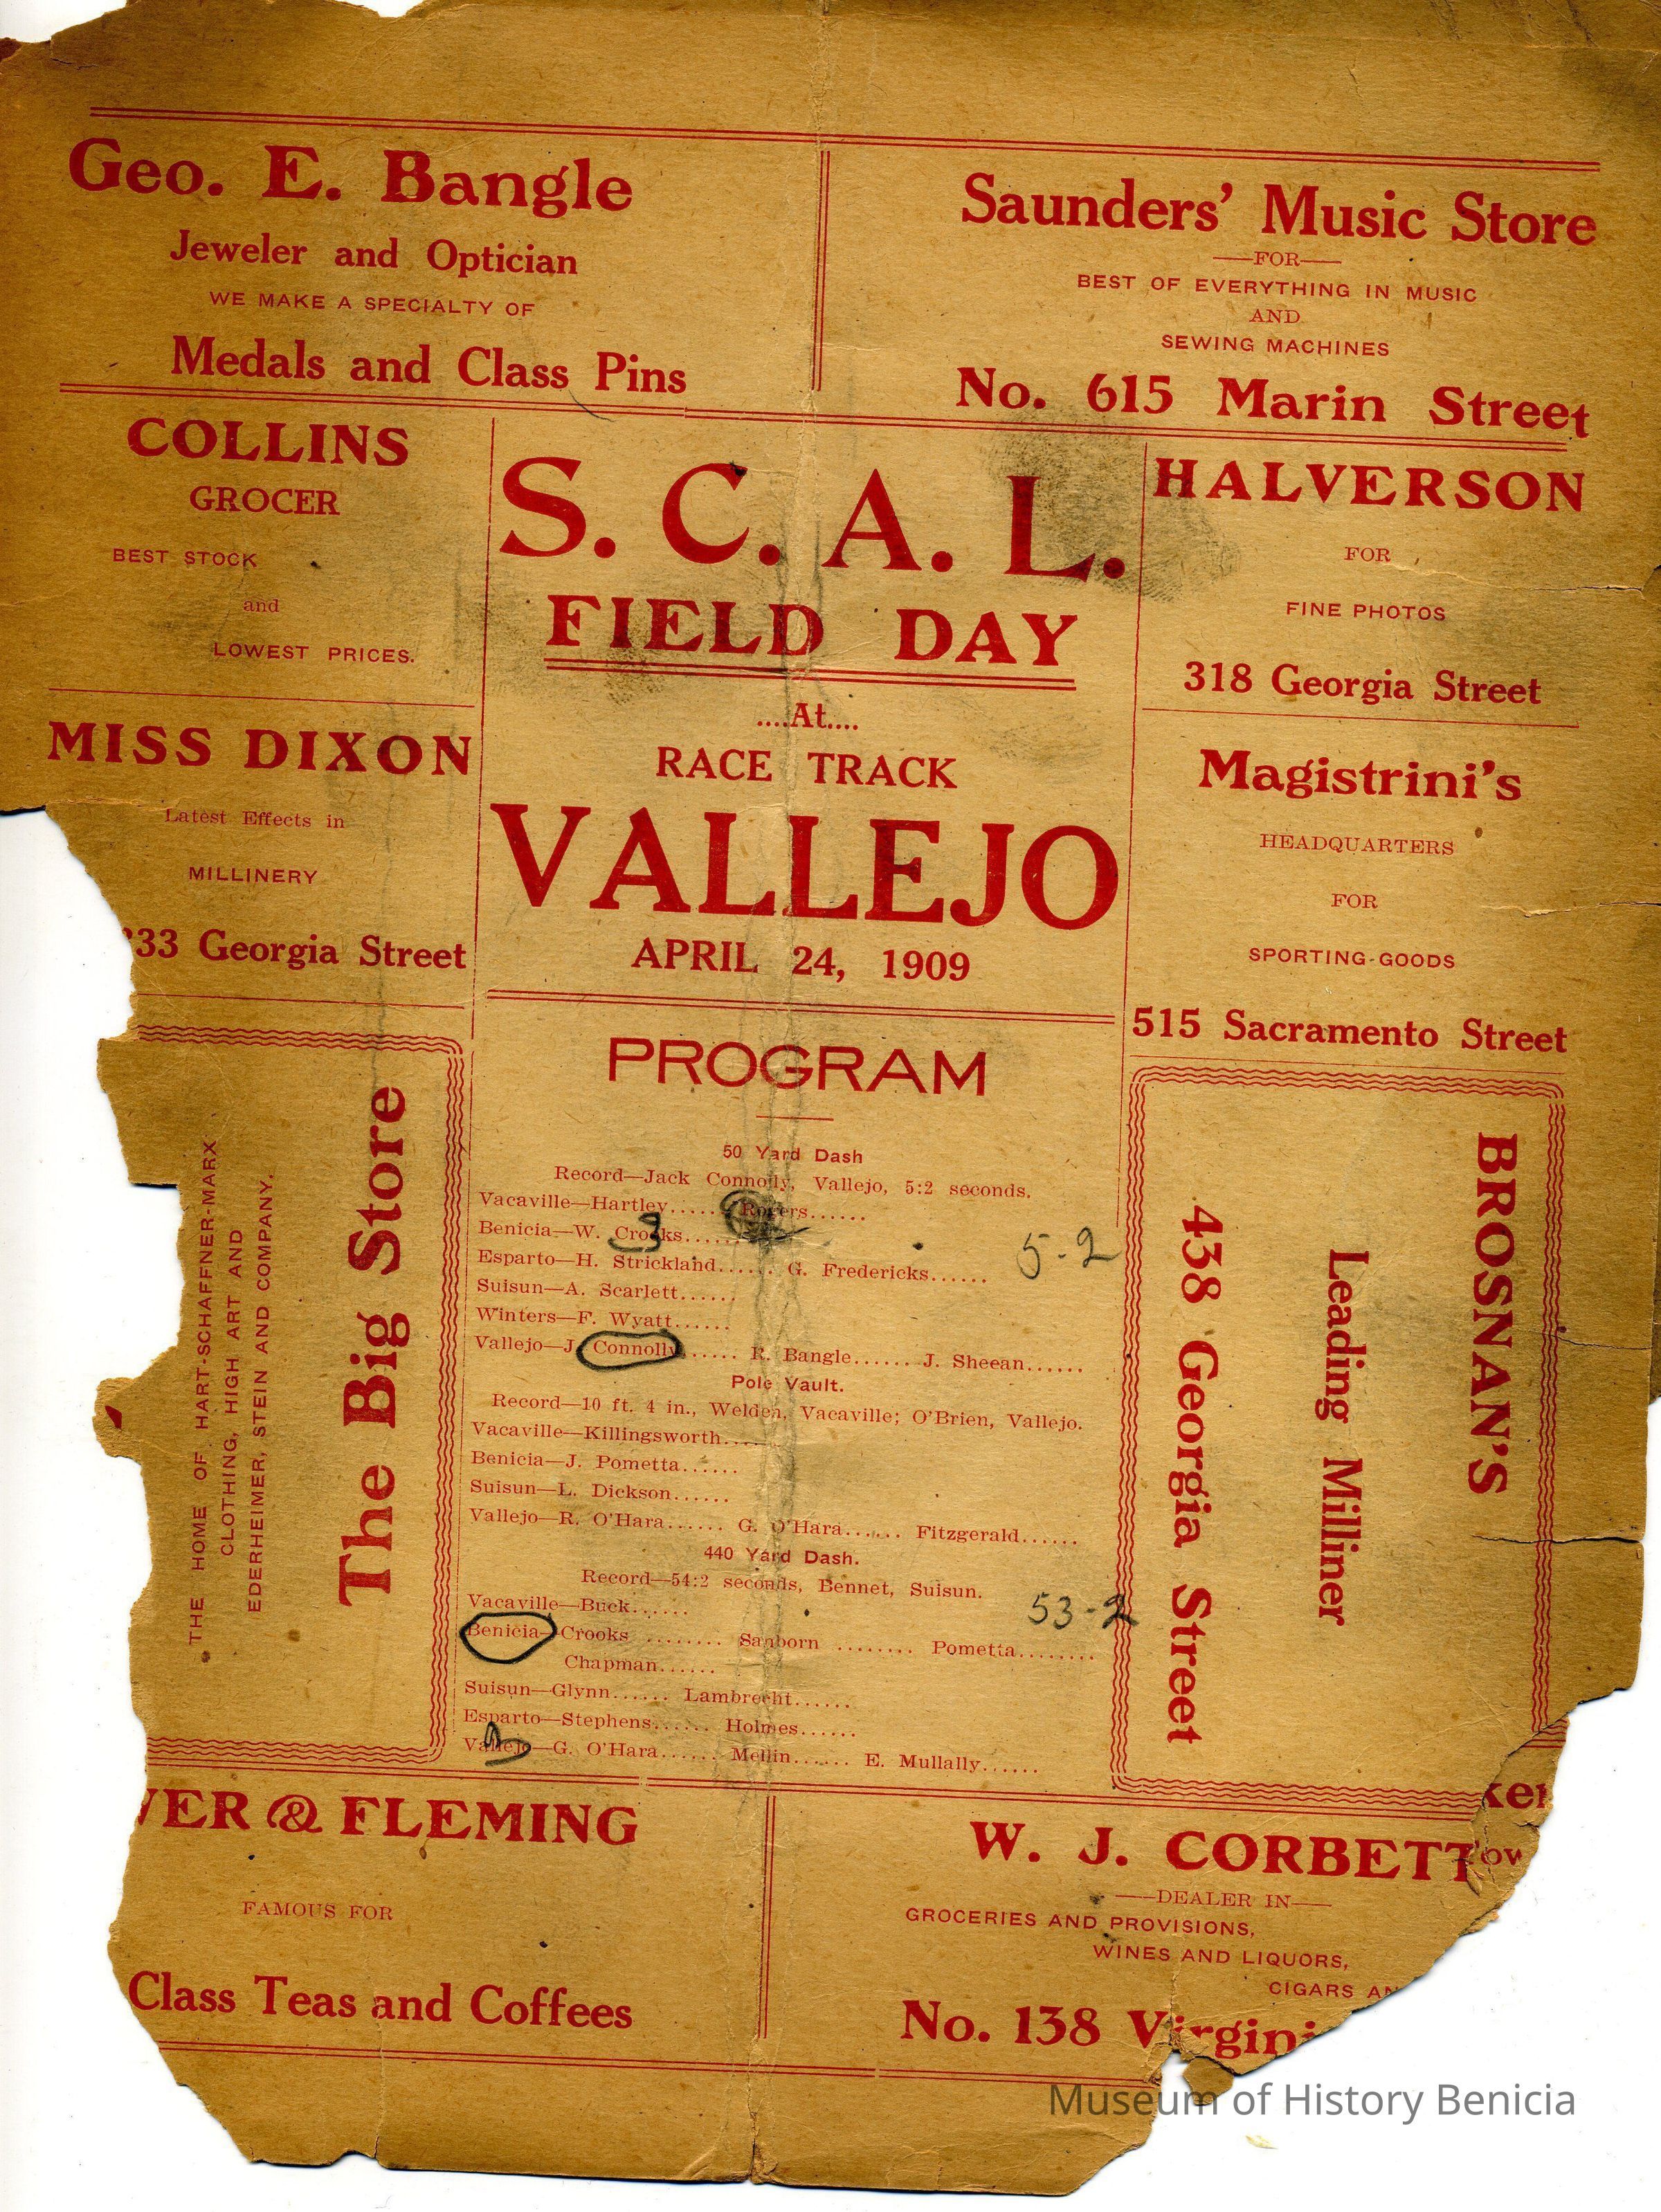 Geo. E. Bangle
Jeweler and Optician
WE MAKE A SPECIALTY OF
Medals and Class Pins
Saunders' Music Store
—FOR—
BEST OF EVERYTHING IN MUSIC
AND
SEWING MACHINES
No. 615 Marin Street
COLLINS
GROCER
BEST STOCK
and
LOWEST PRICES.
MISS DIXON
Latest Effects in
MILLINERY
333 Georgia Street
THE HOME OF HART-SCHAFFNER-MARX
CLOTHING, HIGH ART AND
EDERHEIMER, STEIN AND COMPANY.
The Big Store
S. C. A. L.
FIELD DAY
....At....
RACE TRACK
VALLEJO
APRIL 24, 1909
PROGRAM
50 Yard Dash
Record—Jack Connolly, Vallejo, 5:2 seconds.
Vacaville—Hartley...... Rogers......
Benicia—W. Crooks......
3
Esparto—H. Strickland...... G. Fredericks......
5-2
Suisun—A. Scarlett......
Winters—F. Wyatt......
Vallejo—J. Connolly...... R. Bangle...... J. Sheean......
Pole Vault.
Record—10 ft. 4 in., Welden, Vacaville; O'Brien, Vallejo.
Vacaville—Killingsworth......
Benicia—J. Pometta......
Suisun—L. Dickson......
Vallejo—R. O'Hara...... G. O'Hara...... Fitzgerald......
440 Yard Dash.
Record—54:2 seconds, Bennet, Suisun.
Vacaville—Buck......
53-2
Benicia—Crooks ........ Sanborn ........ Pometta........
Chapman......
Suisun—Glynn...... Lambrecht......
Esparto—Stephens...... Holmes......
Vallejo—G. O'Hara...... Mellin...... E. Mullally......
HALVERSON
FOR
FINE PHOTOS
318 Georgia Street
Magistrini's
HEADQUARTERS
FOR
SPORTING-GOODS
515 Sacramento Street
BROSNAN'S
Leading Milliner
438 Georgia Street
VER & FLEMING
FAMOUS FOR
Class Teas and Coffees
W. J. CORBETT
—DEALER IN—
GROCERIES AND PROVISIONS,
WINES AND LIQUORS,
CIGARS AN
No. 138 Virgini
Museum of History Benicia